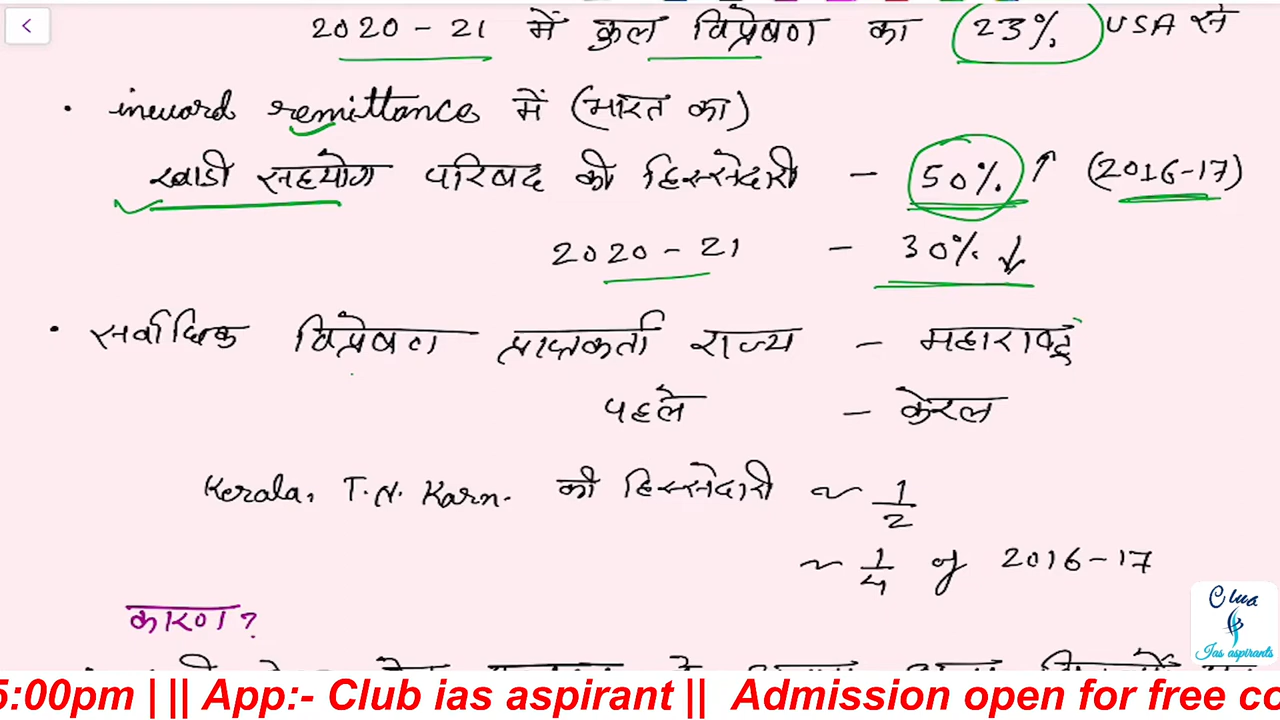 2020 - 21 में कुल विप्रेषण का 23% USA से
• inward remittance में (भारत का)
खाडी सहयोग परिषद की हिस्सेदारी - 50% ↑ (2016-17)
2020 - 21 - 30% ↓
• सर्वाधिक विप्रेषण प्राप्तकर्ता राज्य - महाराष्ट्र
पहले - केरल
Kerala, T.N. Karn. की हिस्सेदारी ~ 1/2
~ 1/4 of 2016-17
कारण?
Club
Ias aspirants
5:00pm | || App:- Club ias aspirant || Admission open for free co